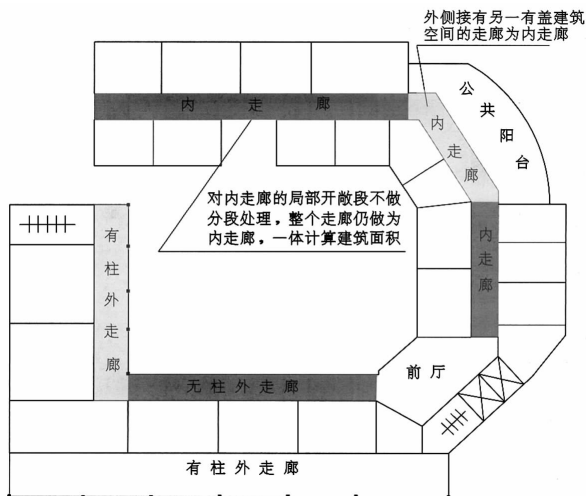 外侧接有另一有盖建筑
空间的走廊为内走廊
公共阳台
内走廊
内走廊
对内走廊的局部开敞段不做
分段处理，整个走廊仍做为
内走廊，一体计算建筑面积
有柱外走廊
内走廊
前厅
无柱外走廊
有柱外走廊